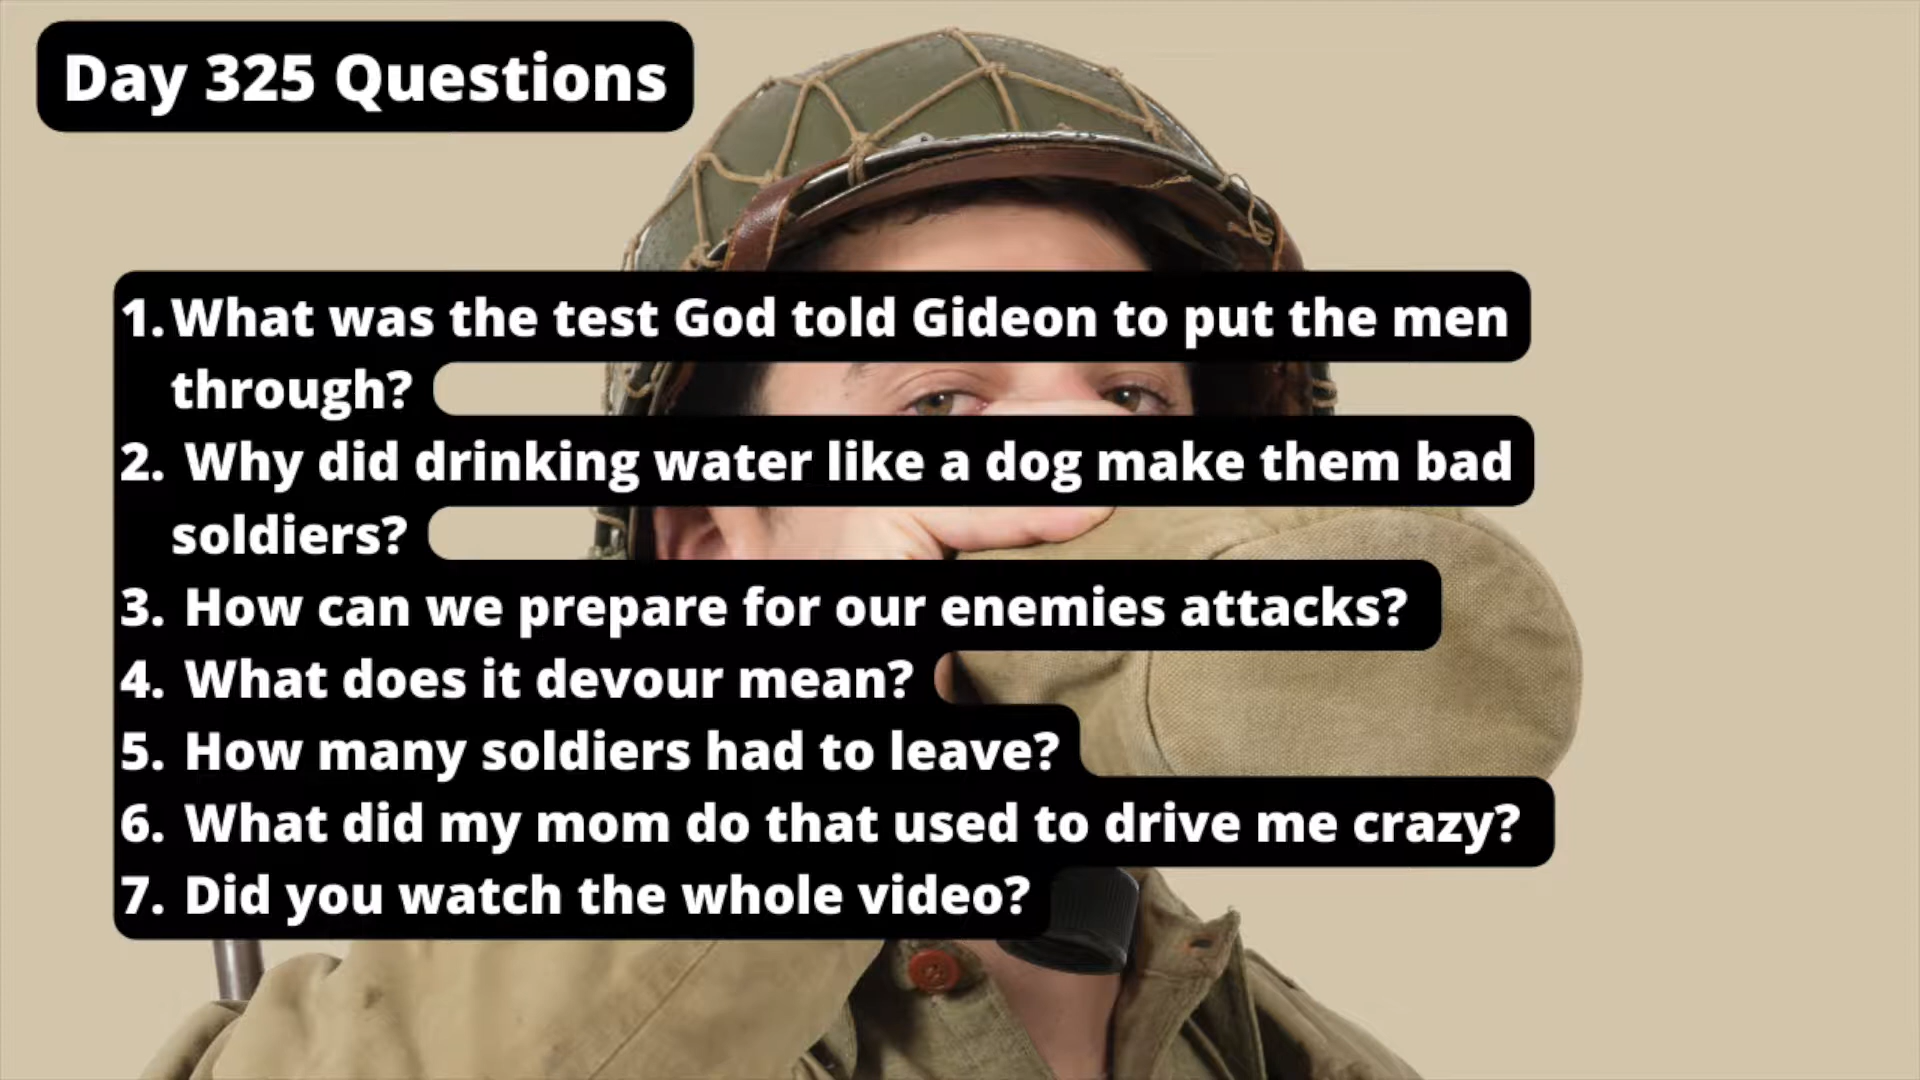 Day 325 Questions
1. What was the test God told Gideon to put the men
through?
2. Why did drinking water like a dog make them bad
soldiers?
3. How can we prepare for our enemies attacks?
4. What does it devour mean?
5. How many soldiers had to leave?
6. What did my mom do that used to drive me crazy?
7. Did you watch the whole video?